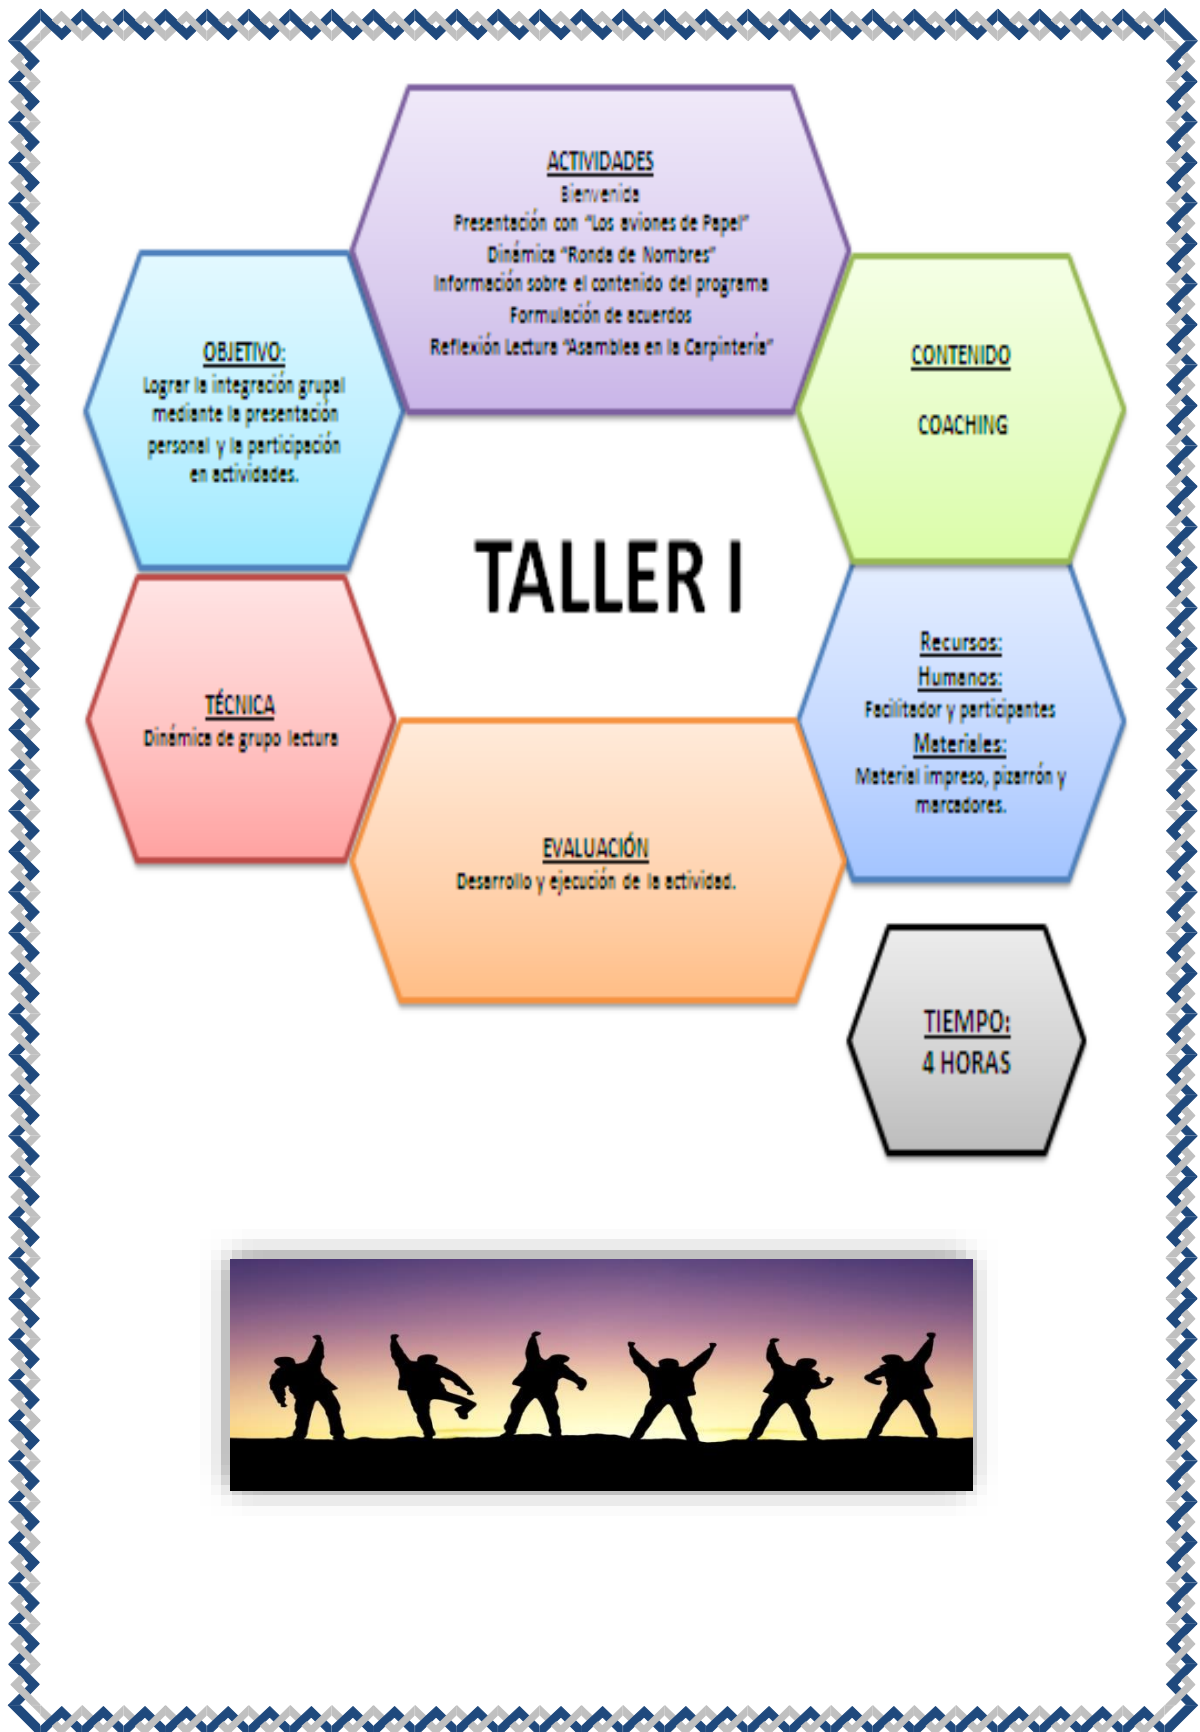 ACTIVIDADES
Bienvenida
Presentación con “Los aviones de Papel”
Dinámica “Ronda de Nombres”
Información sobre el contenido del programa
Formulación de acuerdos
Reflexión Lectura “Asamblea en la Carpintería”
OBJETIVO:
Lograr la integración grupal
mediante la presentación
personal y la participación
en actividades.
CONTENIDO
COACHING
TALLER I
TÉCNICA
Dinámica de grupo lectura
Recursos:
Humanos:
Facilitador y participantes
Materiales:
Material impreso, pizarrón y
marcadores.
EVALUACIÓN
Desarrollo y ejecución de la actividad.
TIEMPO:
4 HORAS